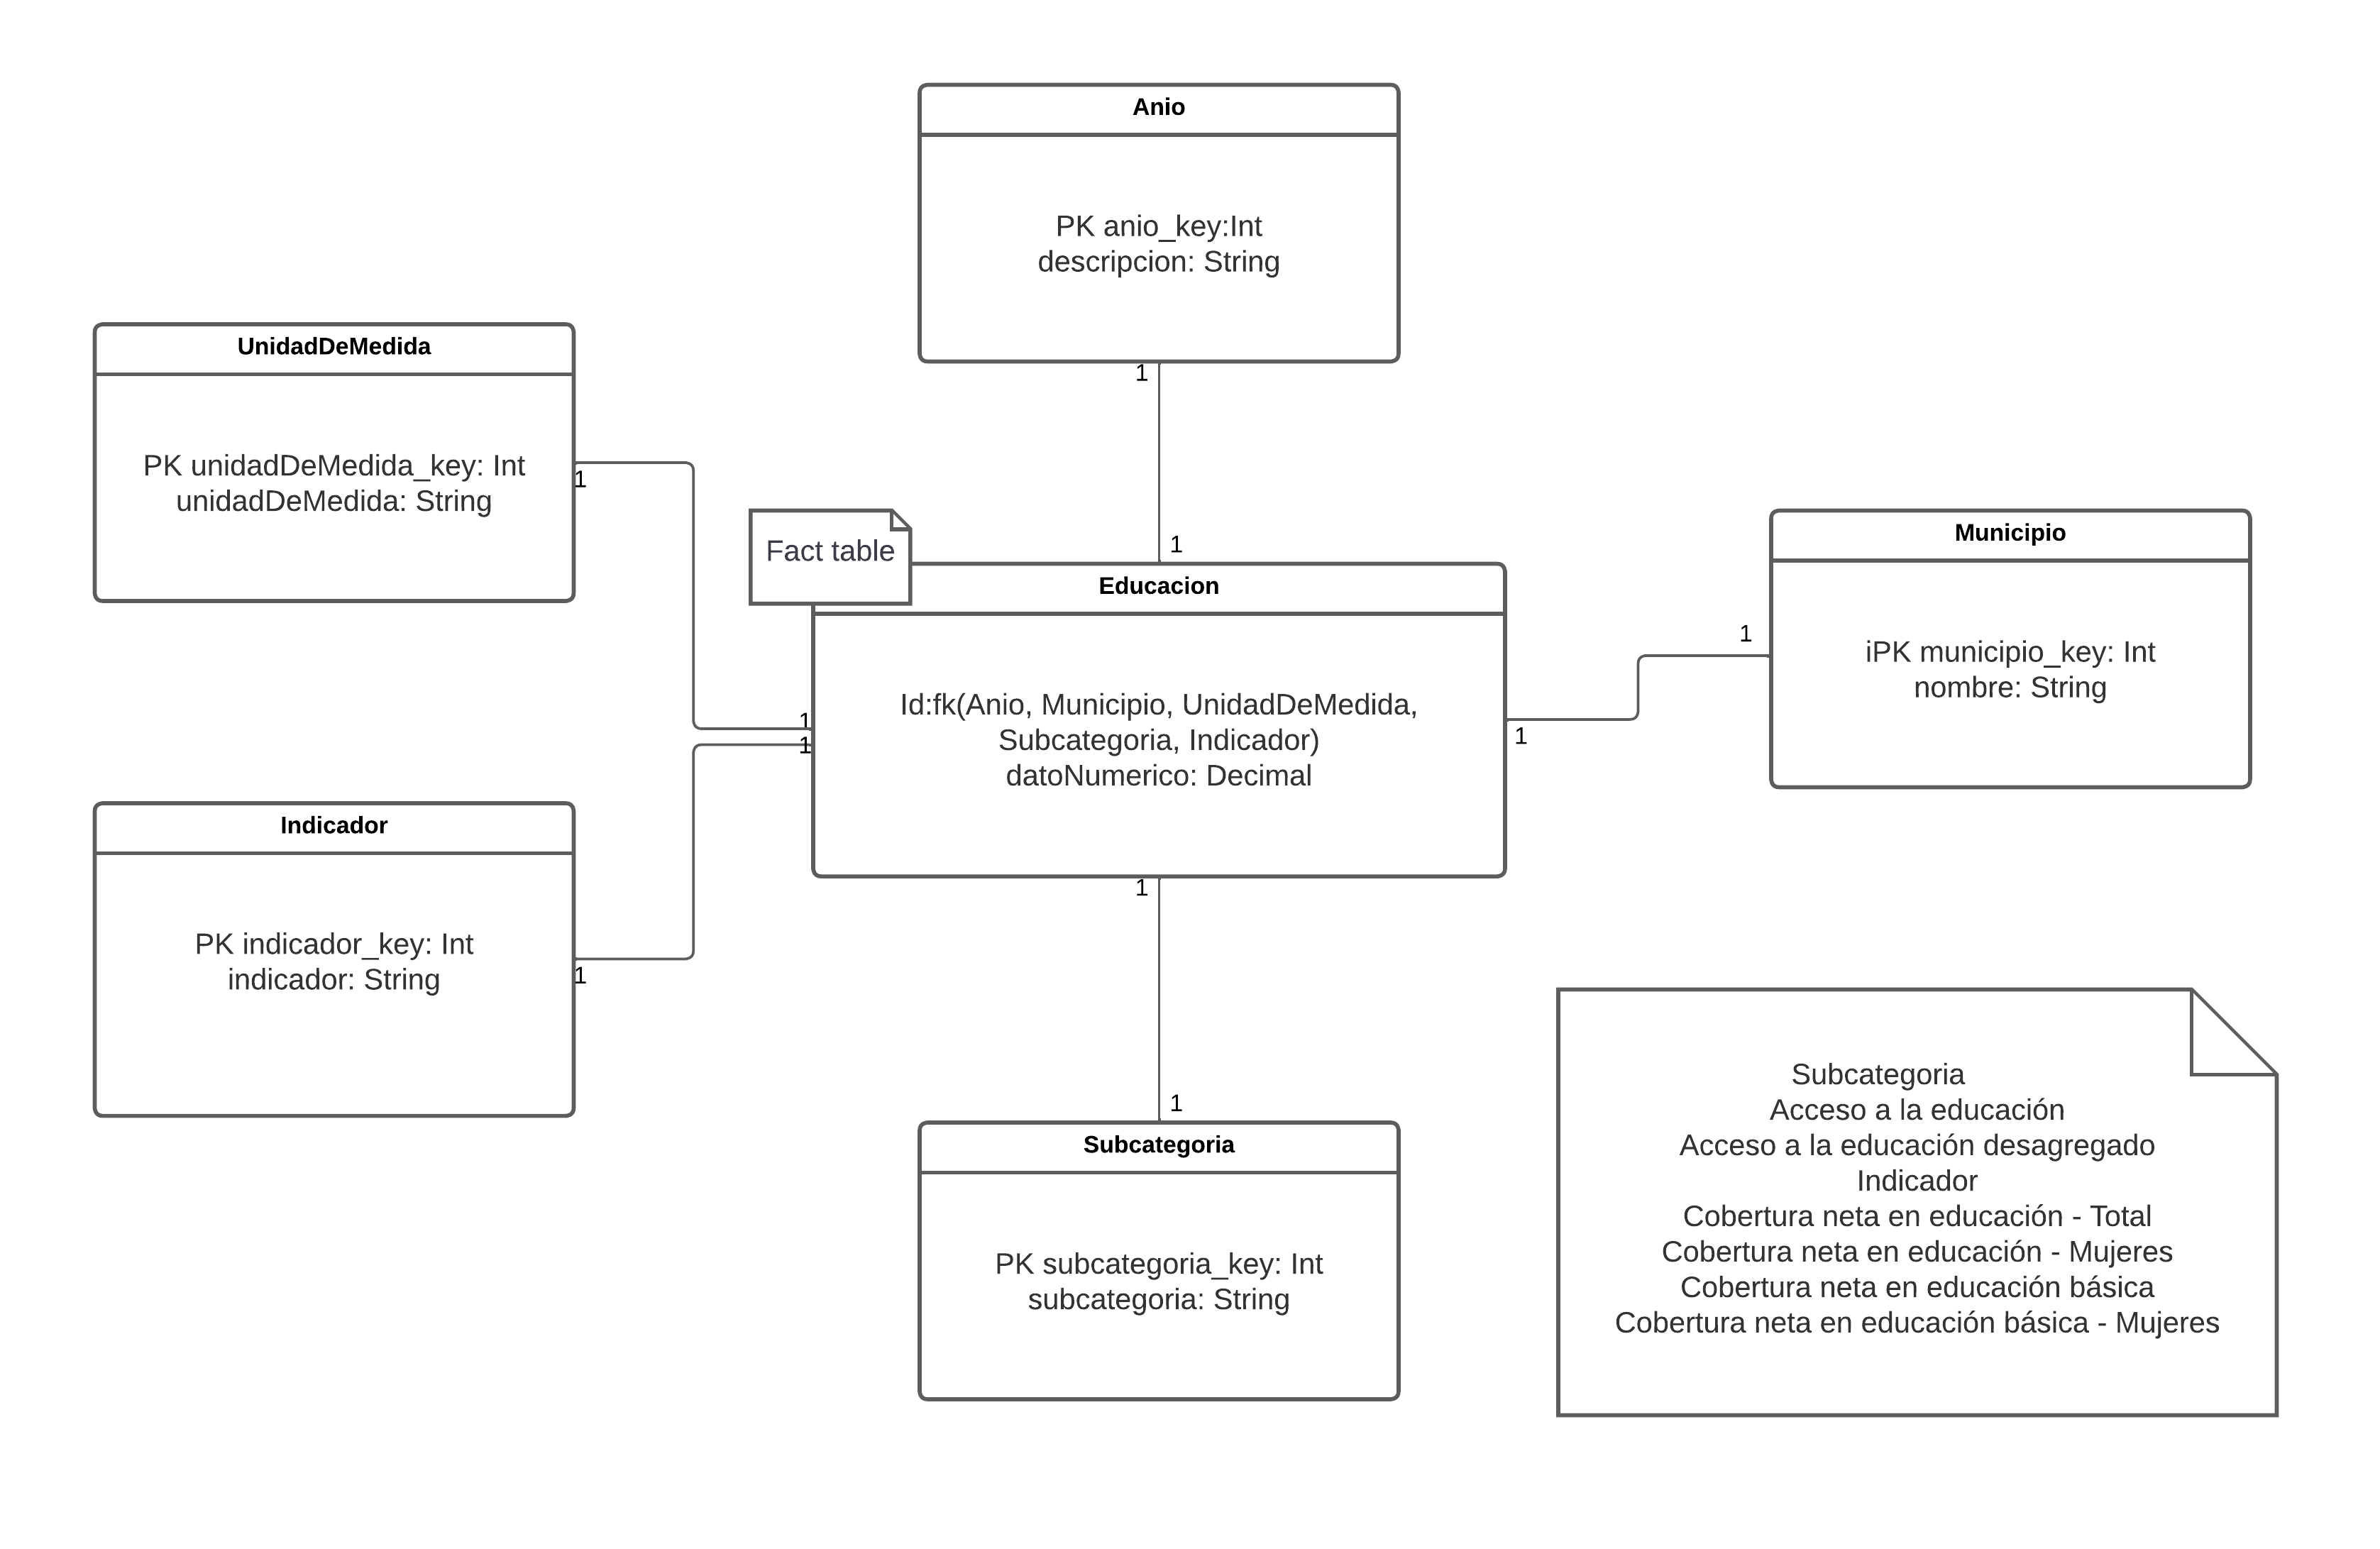 Anio
PK anio_key:Int
descripcion: String
1
UnidadDeMedida
PK unidadDeMedida_key: Int
unidadDeMedida: String
1
Fact table
1
Educacion
Id:fk(Anio, Municipio, UnidadDeMedida,
Subcategoria, Indicador)
datoNumerico: Decimal
1
1
1
1
Municipio
iPK municipio_key: Int
nombre: String
1
Indicador
PK indicador_key: Int
indicador: String
1
1
Subcategoria
PK subcategoria_key: Int
subcategoria: String
Subcategoria
Acceso a la educación
Acceso a la educación desagregado
Indicador
Cobertura neta en educación - Total
Cobertura neta en educación - Mujeres
Cobertura neta en educación básica
Cobertura neta en educación básica - Mujeres